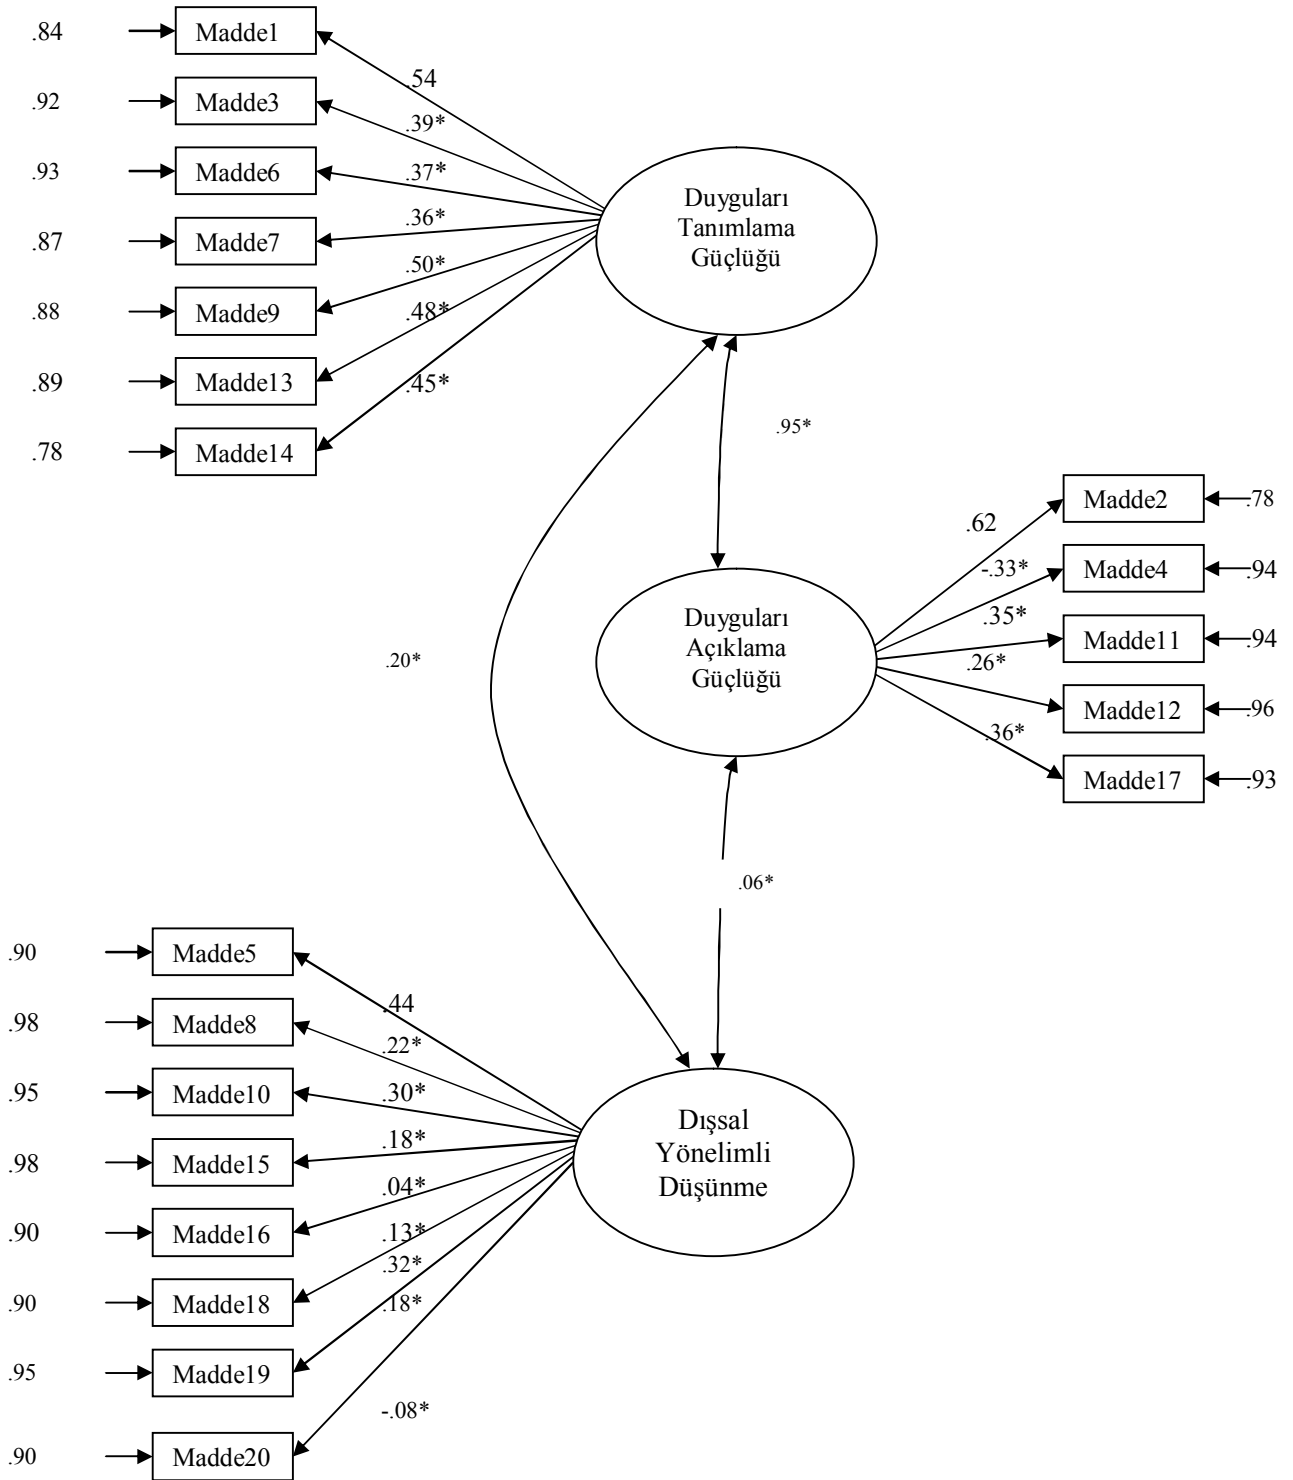 .84 Madde1
.54
.92 Madde3
.39*
.93 Madde6
.37*
.87 Madde7
.36*
.88 Madde9
.50*
.89 Madde13
.48*
.78 Madde14
.45*
Duyguları
Tanımlama
Güçlüğü
.95*
.20*
Duyguları
Açıklama
Güçlüğü
.62
Madde2 .78
-.33*
Madde4 .94
.35*
Madde11 .94
.26*
Madde12 .96
.36*
Madde17 .93
.06*
.90 Madde5
.44
.98 Madde8
.22*
.95 Madde10
.30*
.98 Madde15
.18*
.90 Madde16
.04*
.90 Madde18
.13*
.32*
.95 Madde19
.18*
.90 Madde20
-.08*
Dışsal
Yönelimli
Düşünme